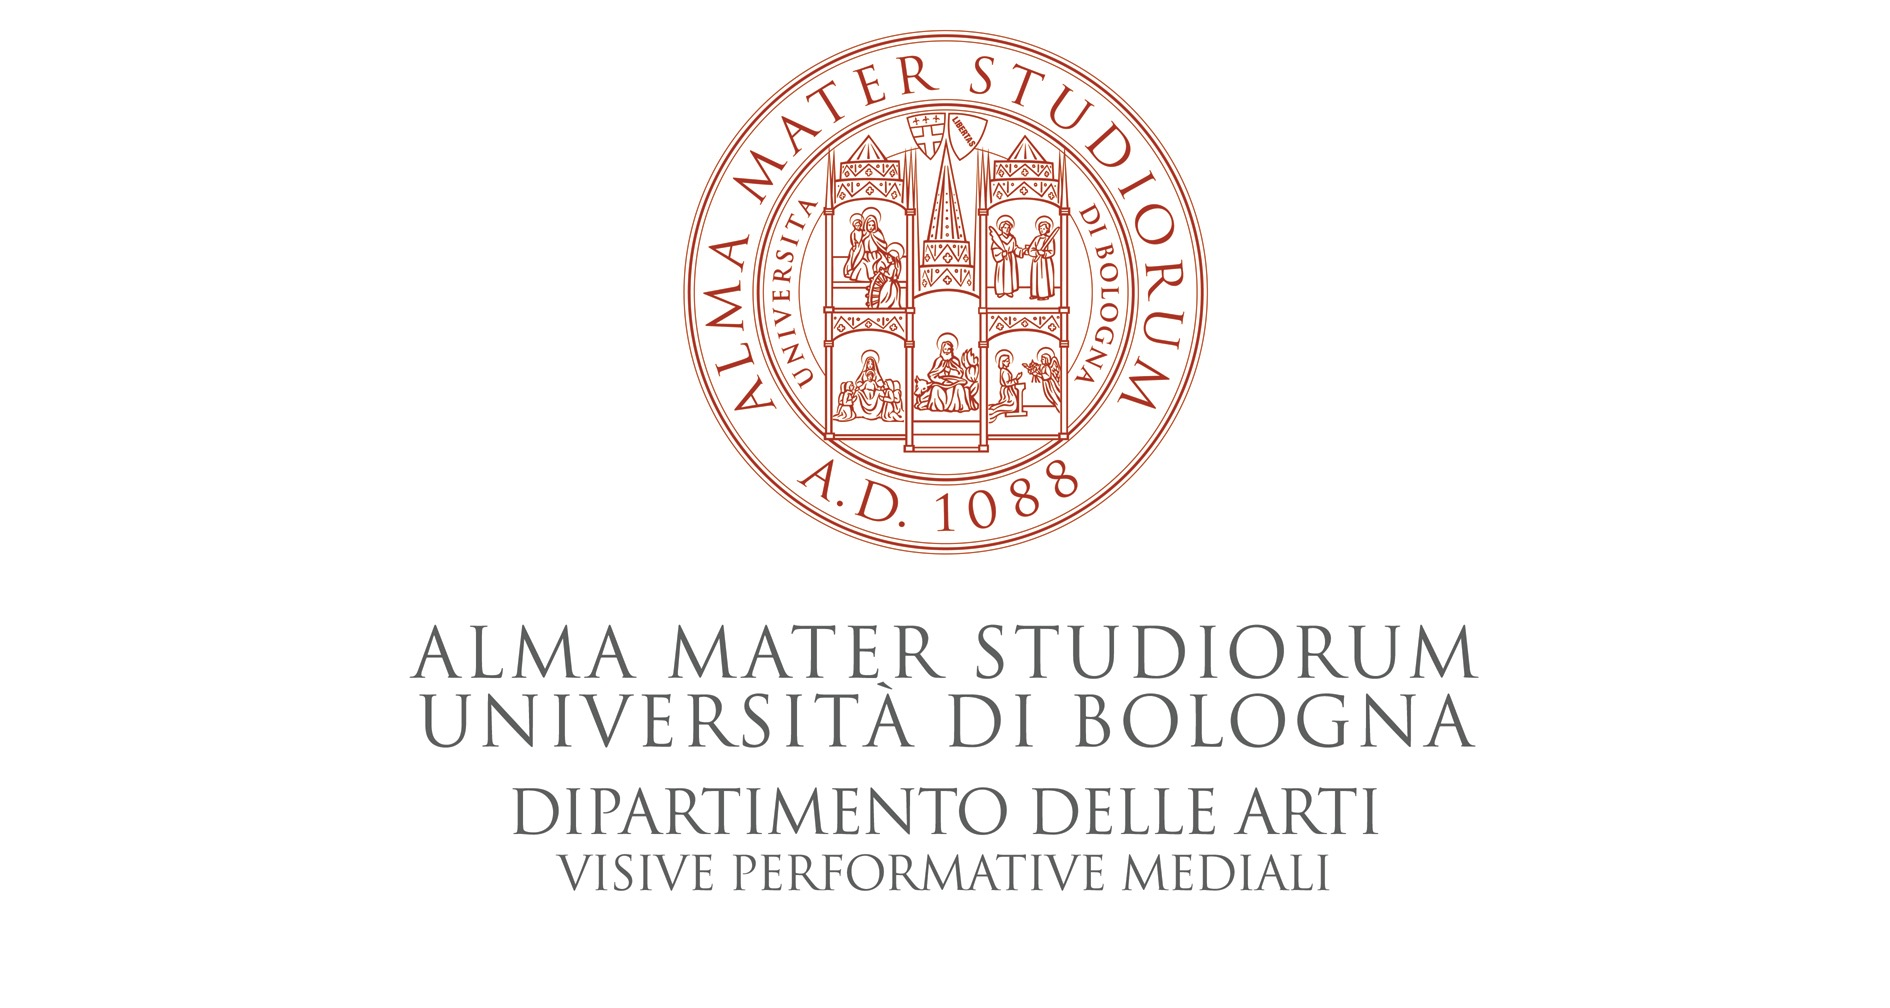 ALMA MATER STUDIORUM
A.D. 1088
UNIVERSITA
DI BOLOGNA
LIBERTAS
ALMA MATER STUDIORUM
UNIVERSITÀ DI BOLOGNA
DIPARTIMENTO DELLE ARTI
VISIVE PERFORMATIVE MEDIALI